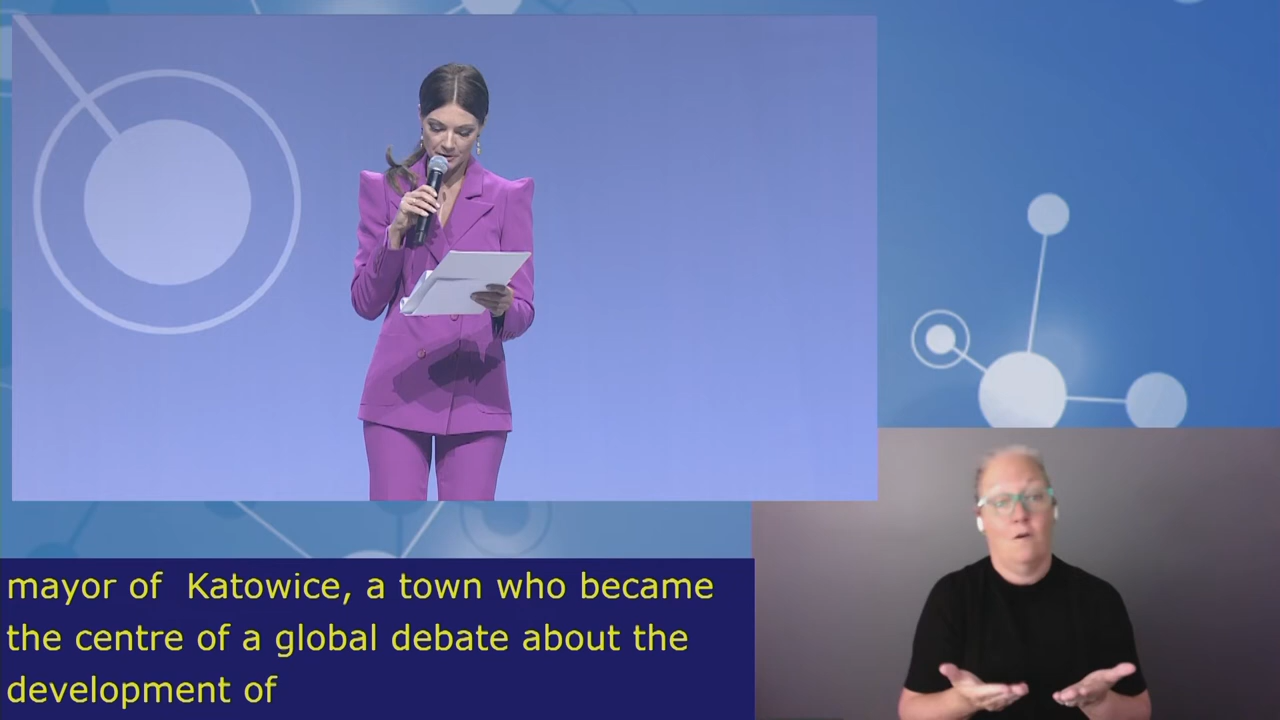 mayor of  Katowice, a town who became
the centre of a global debate about the
development of